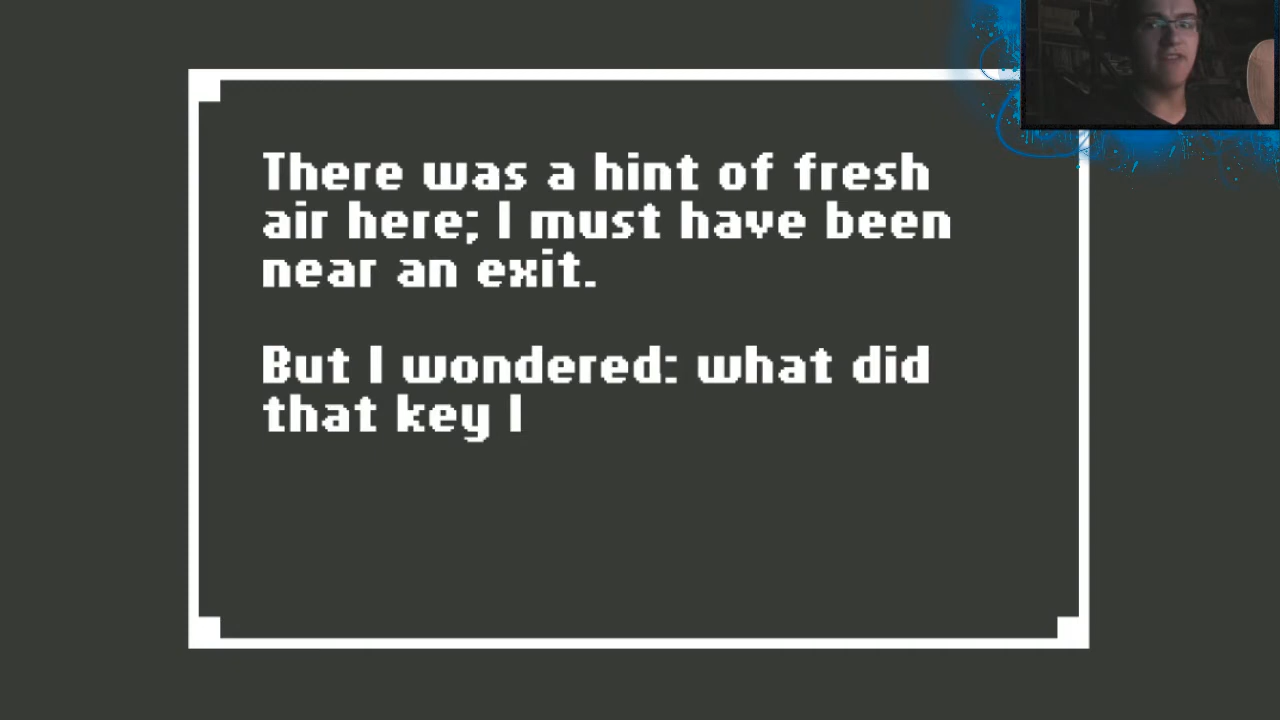 There was a hint of fresh
air here; I must have been
near an exit.
But I wondered: what did
that key I